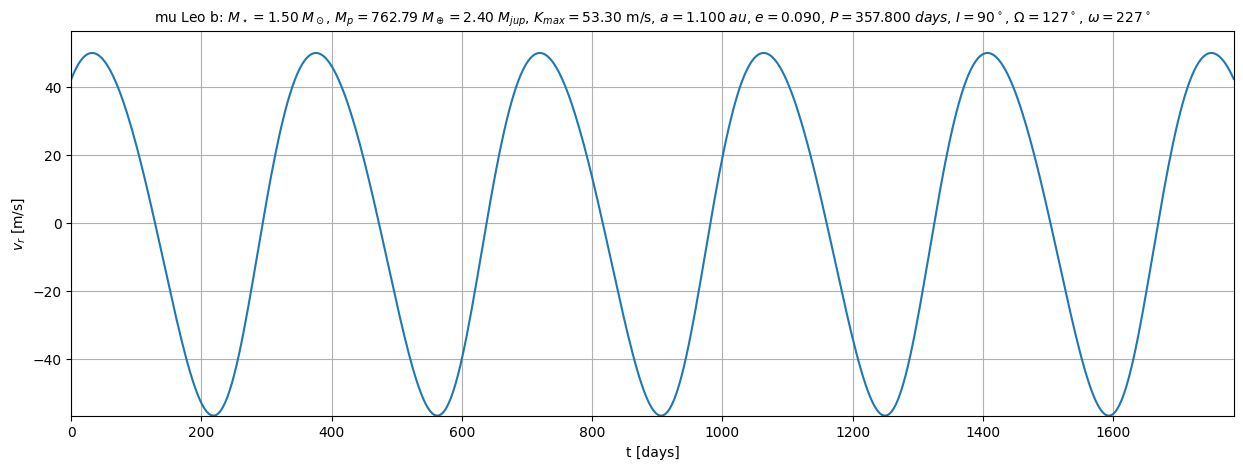 mu Leo b: M⋆ = 1.50 M⊙, Mp = 762.79 M⊕ = 2.40 Mjup, Kmax = 53.30 m/s, a = 1.100 au, e = 0.090, P = 357.800 days, I = 90°, Ω = 127°, ω = 227°
40
20
0
−20
−40
vr [m/s]
0 200 400 600 800 1000 1200 1400 1600
t [days]